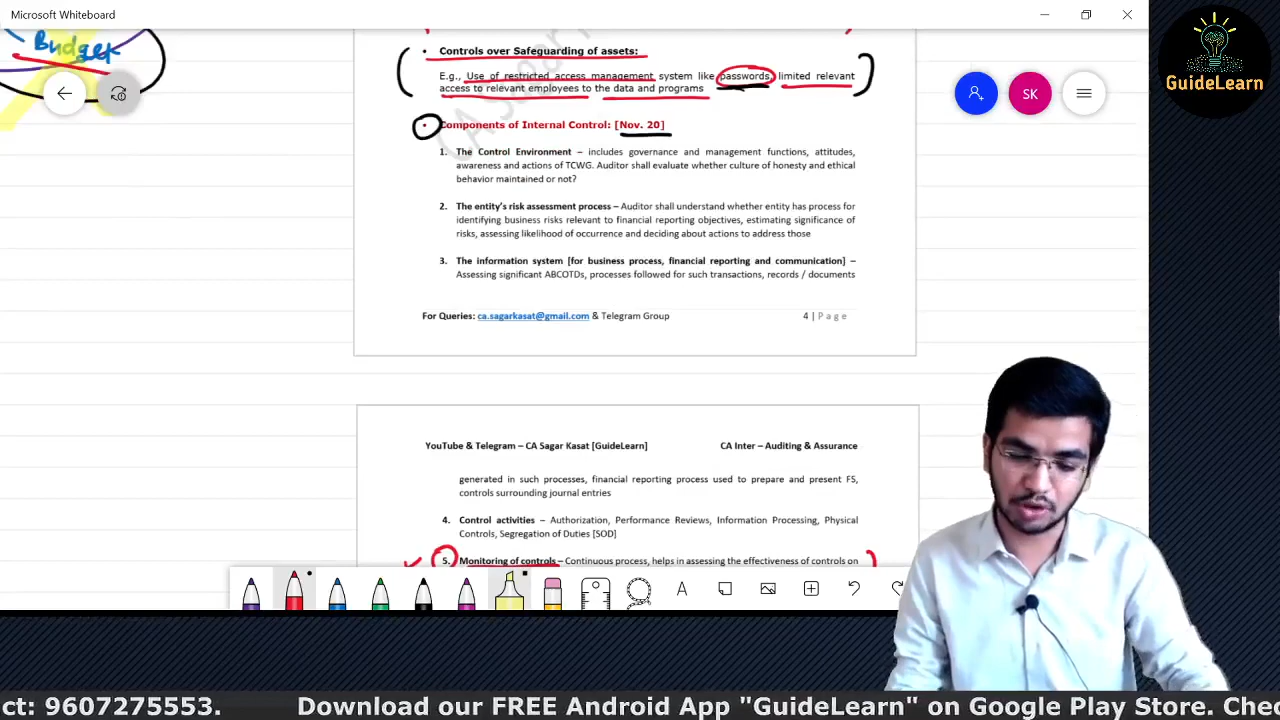 Microsoft Whiteboard
Budget
• Controls over Safeguarding of assets:
E.g., Use of restricted access management system like passwords, limited relevant
access to relevant employees to the data and programs
• Components of Internal Control: [Nov. 20]
1. The Control Environment – includes governance and management functions, attitudes,
awareness and actions of TCWG. Auditor shall evaluate whether culture of honesty and ethical
behavior maintained or not?
2. The entity's risk assessment process – Auditor shall understand whether entity has process for
identifying business risks relevant to financial reporting objectives, estimating significance of
risks, assessing likelihood of occurrence and deciding about actions to address those
3. The information system [for business process, financial reporting and communication] –
Assessing significant ABCOTDs, processes followed for such transactions, records / documents
For Queries: ca.sagarkasat@gmail.com & Telegram Group
4 | Page
YouTube & Telegram – CA Sagar Kasat [GuideLearn]
CA Inter – Auditing & Assurance
generated in such processes, financial reporting process used to prepare and present FS,
controls surrounding journal entries
4. Control activities – Authorization, Performance Reviews, Information Processing, Physical
Controls, Segregation of Duties [SOD]
5. Monitoring of controls – Continuous process, helps in assessing the effectiveness of controls on
SK
GuideLearn
A
ct: 9607275553. Download our FREE Android App "GuideLearn" on Google Play Store. Chec